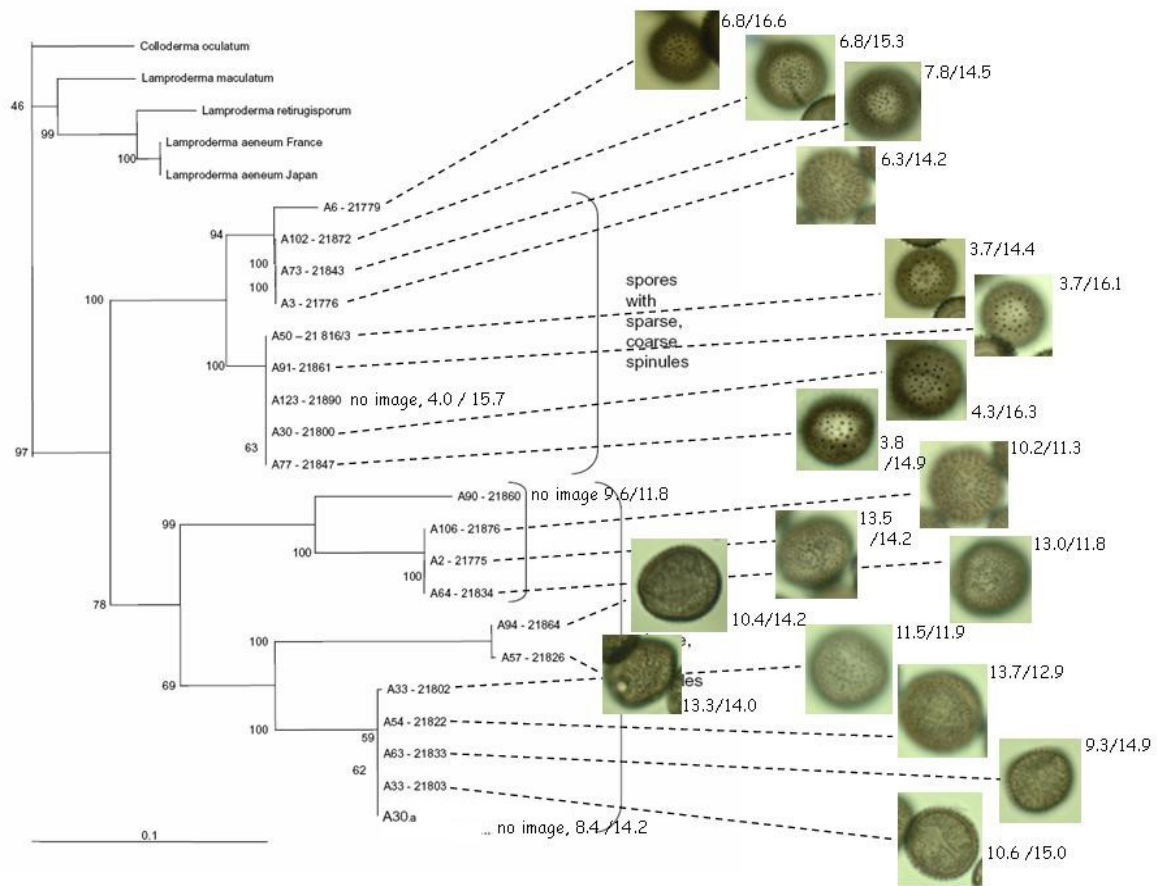 Colloderma oculatum
Lamproderma maculatum
46
Lamproderma retirugisporum
99
Lamproderma aeneum France
100
Lamproderma aeneum Japan
A6 - 21779
6.8/16.6
94
A102 - 21872
6.8/15.3
100
A73 - 21843
7.8/14.5
100
A3 - 21776
6.3/14.2
100
spores
with
sparse,
coarse
spinules
A50 – 21 816/3
3.7/14.4
100
A91- 21861
3.7/16.1
A123 - 21890 no image, 4.0 / 15.7
A30 - 21800
4.3/16.3
63
97
A77 - 21847
3.8
/14.9
A90 - 21860 no image 9.6/11.8
99
A106 - 21876
10.2/11.3
100
A2 - 21775
13.5
/14.2
100
A64 - 21834
13.0/11.8
78
A94 - 21864
10.4/14.2
100
A57 - 21826
13.3/14.0
e,
les
69
A33 - 21802
11.5/11.9
100
59
A54 - 21822
13.7/12.9
A63 - 21833
9.3/14.9
62
A33 - 21803
10.6 /15.0
A30.a
... no image, 8.4 /14.2
0.1